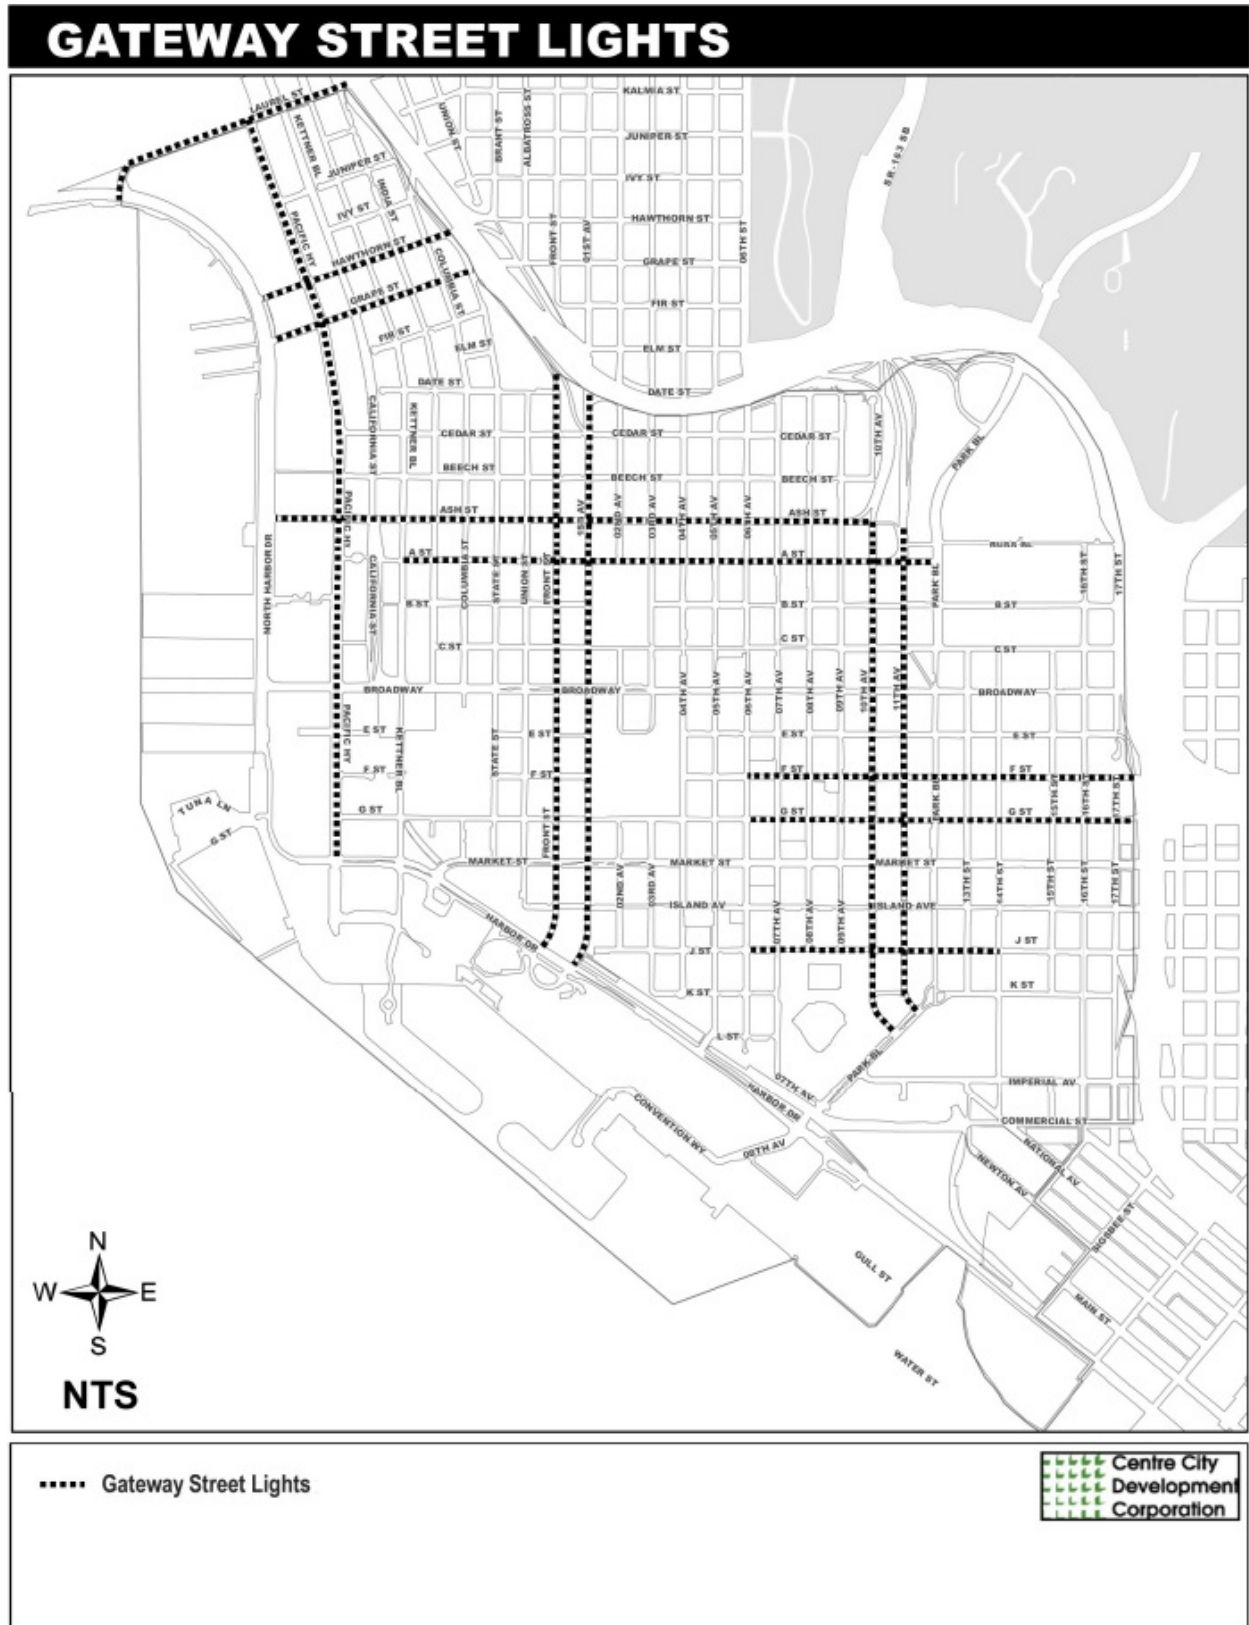 GATEWAY STREET LIGHTS
LAUREL ST
KETTNER BL
UNION ST
BRANT ST
ALBATROSS ST
KALMIA ST
JUNIPER ST
SR-163 SB
JUNIPER ST
IVY ST
INDIA ST
IVY ST
PACIFIC HY
HAWTHORN ST
HAWTHORN ST
FRONT ST
01ST AV
06TH ST
COLUMBIA ST
GRAPE ST
GRAPE ST
FIR ST
FIR ST
ELM ST
ELM ST
DATE ST
DATE ST
CALIFORNIA ST
KETTNER BL
CEDAR ST
CEDAR ST
CEDAR ST
10TH AV
PARK BL
BEECH ST
BEECH ST
BEECH ST
PACIFIC HY
ASH ST
02ND AV
03RD AV
04TH AV
05TH AV
06TH AV
ASH ST
NORTH HARBOR DR
CALIFORNIA ST
A ST
COLUMBIA ST
STATE ST
UNION ST
FRONT ST
A ST
PARK BL
16TH ST
17TH ST
B ST
B ST
B ST
C ST
C ST
C ST
BROADWAY
BROADWAY
04TH AV
05TH AV
06TH AV
07TH AV
08TH AV
09TH AV
10TH AV
11TH AV
BROADWAY
PACIFIC HY
E ST
KETTNER BL
STATE ST
E ST
E ST
E ST
F ST
F ST
F ST
F ST
TUNA LN
G ST
G ST
FRONT ST
G ST
PARK BL
G ST
15TH ST
16TH ST
17TH ST
MARKET ST
MARKET ST
MARKET ST
02ND AV
03RD AV
13TH ST
14TH ST
15TH ST
16TH ST
17TH ST
ISLAND AV
ISLAND AVE
07TH AV
08TH AV
09TH AV
HARBOR DR
J ST
J ST
K ST
K ST
L ST
PARK BL
07TH AV
HARBOR DR
IMPERIAL AV
CONVENTION WY
08TH AV
COMMERCIAL ST
NATIONAL AV
NEWTON AV
SIGSBEE ST
GULL ST
MAIN ST
WATER ST
N
W E
S
NTS
Gateway Street Lights
Centre City
Development
Corporation